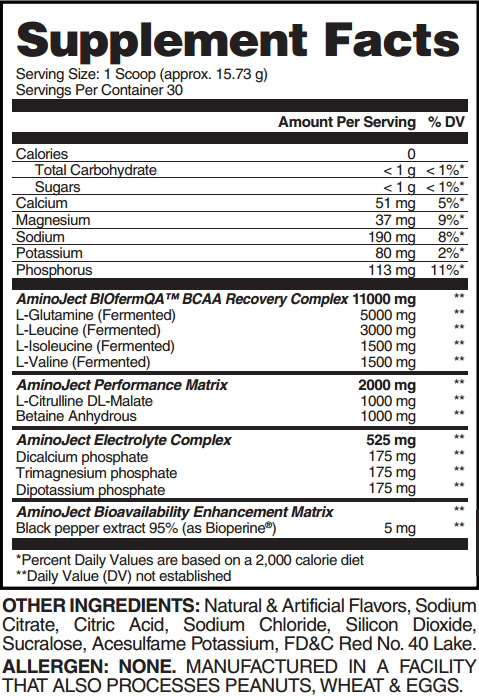 Supplement Facts
Serving Size: 1 Scoop (approx. 15.73 g)
Servings Per Container 30
Amount Per Serving % DV
Calories 0
Total Carbohydrate < 1 g < 1%*
Sugars < 1 g < 1%*
Calcium 51 mg 5%*
Magnesium 37 mg 9%*
Sodium 190 mg 8%*
Potassium 80 mg 2%*
Phosphorus 113 mg 11%*
AminoJect BIOfermQA™ BCAA Recovery Complex 11000 mg **
L-Glutamine (Fermented) 5000 mg **
L-Leucine (Fermented) 3000 mg **
L-Isoleucine (Fermented) 1500 mg **
L-Valine (Fermented) 1500 mg **
AminoJect Performance Matrix 2000 mg **
L-Citrulline DL-Malate 1000 mg **
Betaine Anhydrous 1000 mg **
AminoJect Electrolyte Complex 525 mg **
Dicalcium phosphate 175 mg **
Trimagnesium phosphate 175 mg **
Dipotassium phosphate 175 mg **
AminoJect Bioavailability Enhancement Matrix **
Black pepper extract 95% (as Bioperine®) 5 mg **
*Percent Daily Values are based on a 2,000 calorie diet
**Daily Value (DV) not established
OTHER INGREDIENTS: Natural & Artificial Flavors, Sodium
Citrate, Citric Acid, Sodium Chloride, Silicon Dioxide,
Sucralose, Acesulfame Potassium, FD&C Red No. 40 Lake.
ALLERGEN: NONE. MANUFACTURED IN A FACILITY
THAT ALSO PROCESSES PEANUTS, WHEAT & EGGS.